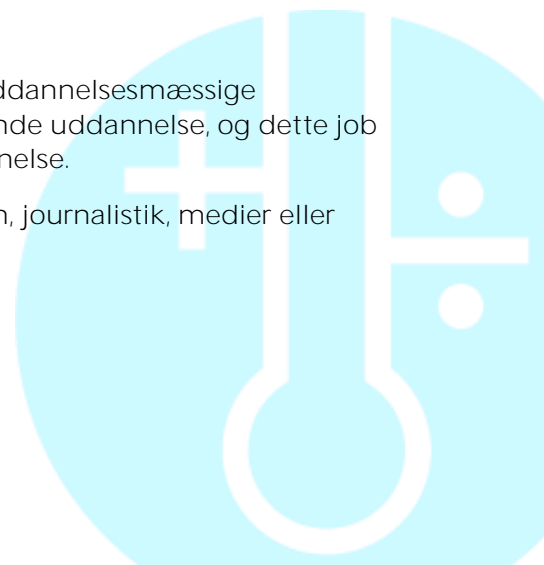 ddannelsesmæssige
nde uddannelse, og dette job
nelse.
n, journalistik, medier eller